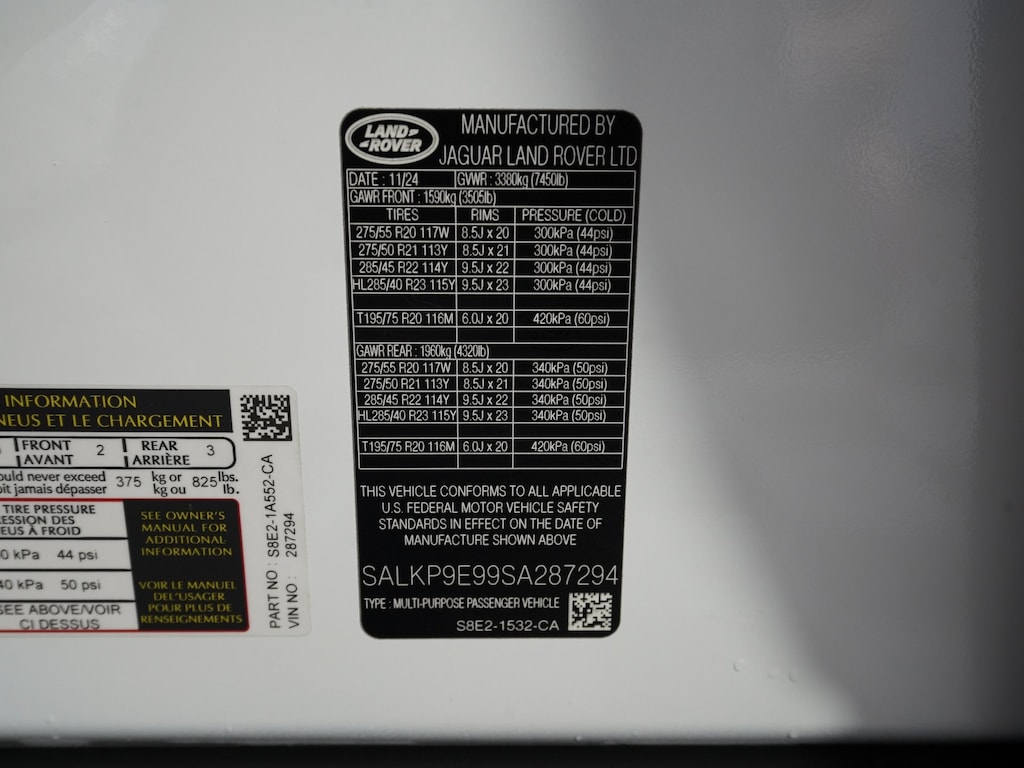 LAND-
-ROVER
MANUFACTURED BY
JAGUAR LAND ROVER LTD
DATE : 11/24 GVWR : 3380kg (7450lb)
GAWR FRONT : 1590kg (3505lb)
TIRES RIMS PRESSURE (COLD)
275/55 R20 117W 8.5J x 20 300kPa (44psi)
275/50 R21 113Y 8.5J x 21 300kPa (44psi)
285/45 R22 114Y 9.5J x 22 300kPa (44psi)
HL285/40 R23 115Y 9.5J x 23 300kPa (44psi)
T195/75 R20 116M 6.0J x 20 420kPa (60psi)
GAWR REAR : 1960kg (4320lb)
275/55 R20 117W 8.5J x 20 340kPa (50psi)
275/50 R21 113Y 8.5J x 21 340kPa (50psi)
285/45 R22 114Y 9.5J x 22 340kPa (50psi)
HL285/40 R23 115Y 9.5J x 23 340kPa (50psi)
T195/75 R20 116M 6.0J x 20 420kPa (60psi)
THIS VEHICLE CONFORMS TO ALL APPLICABLE
U.S. FEDERAL MOTOR VEHICLE SAFETY
STANDARDS IN EFFECT ON THE DATE OF
MANUFACTURE SHOWN ABOVE
SALKP9E99SA287294
TYPE : MULTI-PURPOSE PASSENGER VEHICLE
S8E2-1532-CA
INFORMATION
NEUS ET LE CHARGEMENT
FRONT 2 REAR 3
AVANT ARRIÈRE
ould never exceed 375 kg or 825 lbs.
oit jamais dépasser kg ou lb.
TIRE PRESSURE
ESSION DES
EUS À FROID
0 kPa 44 psi
40 kPa 50 psi
SEE ABOVE/VOIR
CI DESSUS
SEE OWNER'S
MANUAL FOR
ADDITIONAL
INFORMATION
VOIR LE MANUEL
DEL'USAGER
POUR PLUS DE
RENSEIGNEMENTS
PART NO : S8E2-1A552-CA
VIN NO : 287294